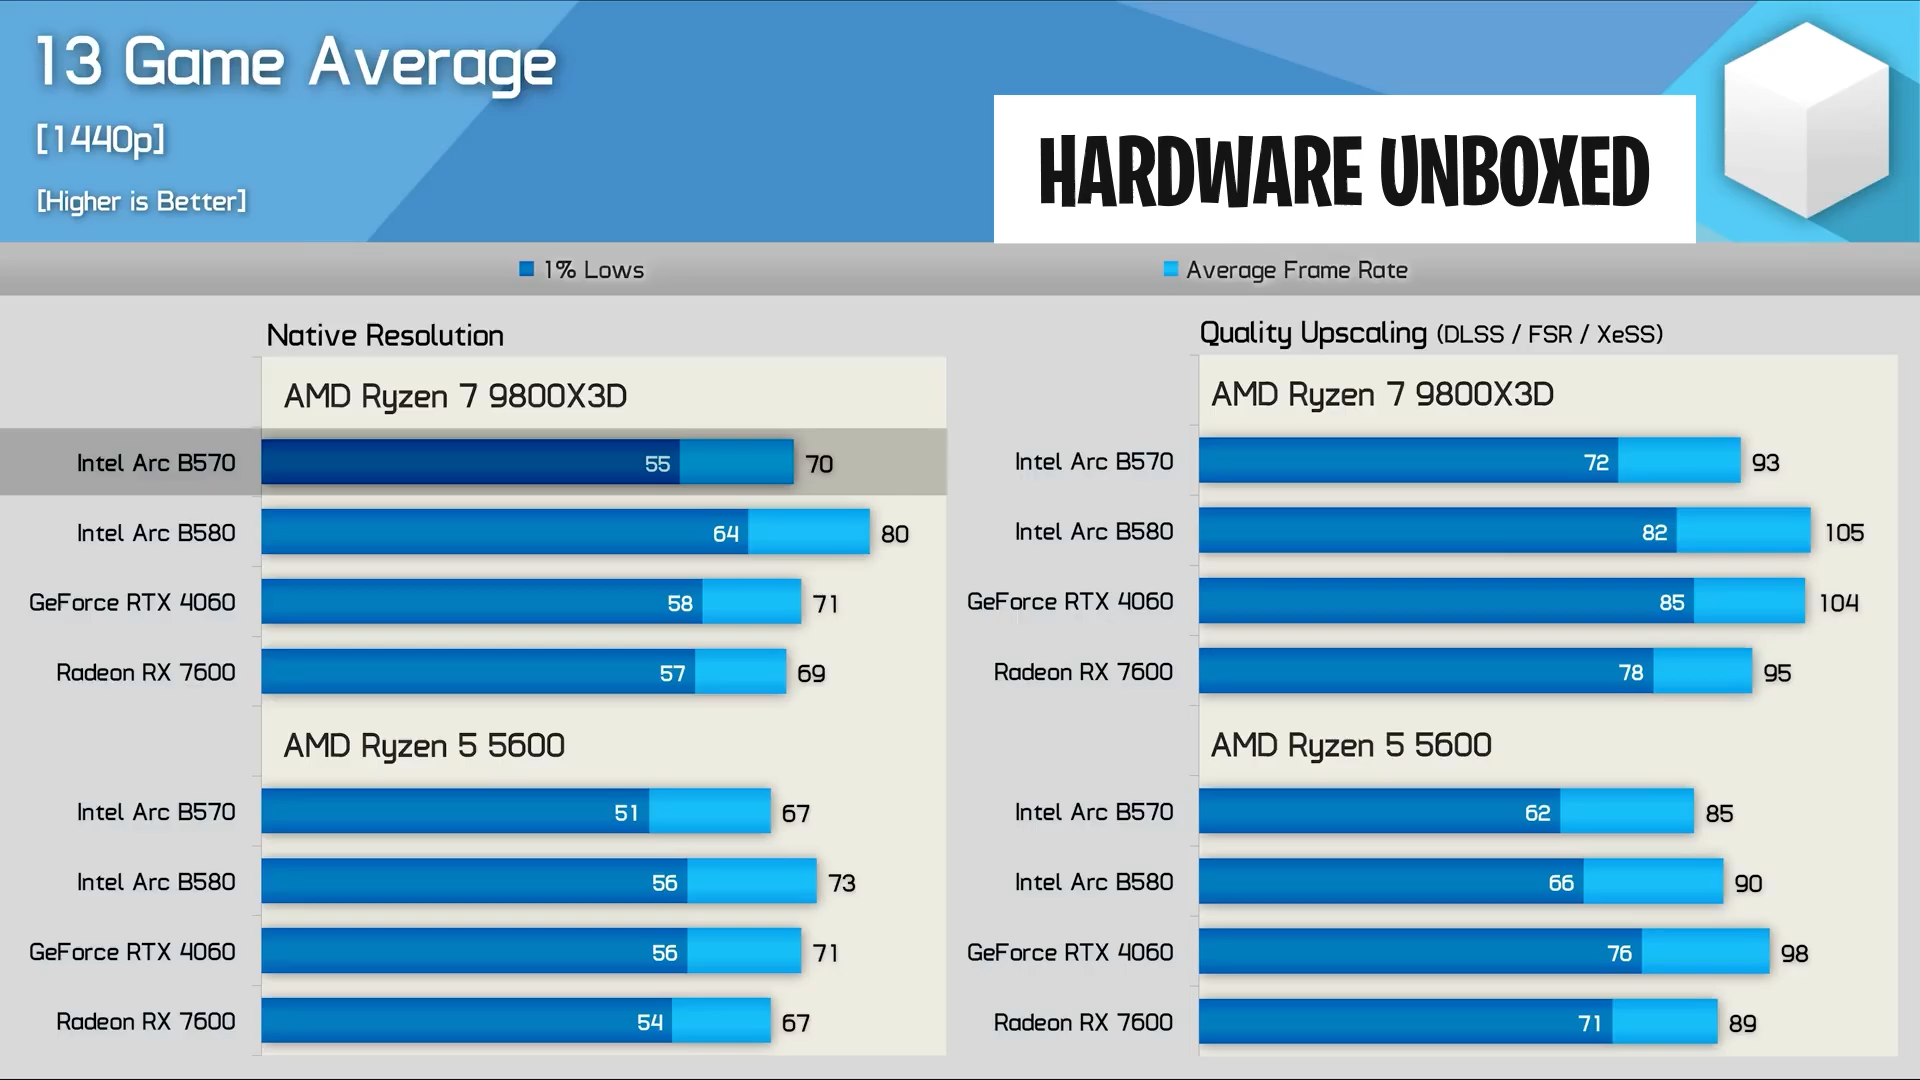 13 Game Average
[1440p]
[Higher is Better]
HARDWARE UNBOXED
1% Lows
Average Frame Rate
Native Resolution
AMD Ryzen 7 9800X3D
Intel Arc B570 55 70
Intel Arc B580 64 80
GeForce RTX 4060 58 71
Radeon RX 7600 57 69
AMD Ryzen 5 5600
Intel Arc B570 51 67
Intel Arc B580 56 73
GeForce RTX 4060 56 71
Radeon RX 7600 54 67
Quality Upscaling (DLSS / FSR / XeSS)
AMD Ryzen 7 9800X3D
Intel Arc B570 72 93
Intel Arc B580 82 105
GeForce RTX 4060 85 104
Radeon RX 7600 78 95
AMD Ryzen 5 5600
Intel Arc B570 62 85
Intel Arc B580 66 90
GeForce RTX 4060 76 98
Radeon RX 7600 71 89